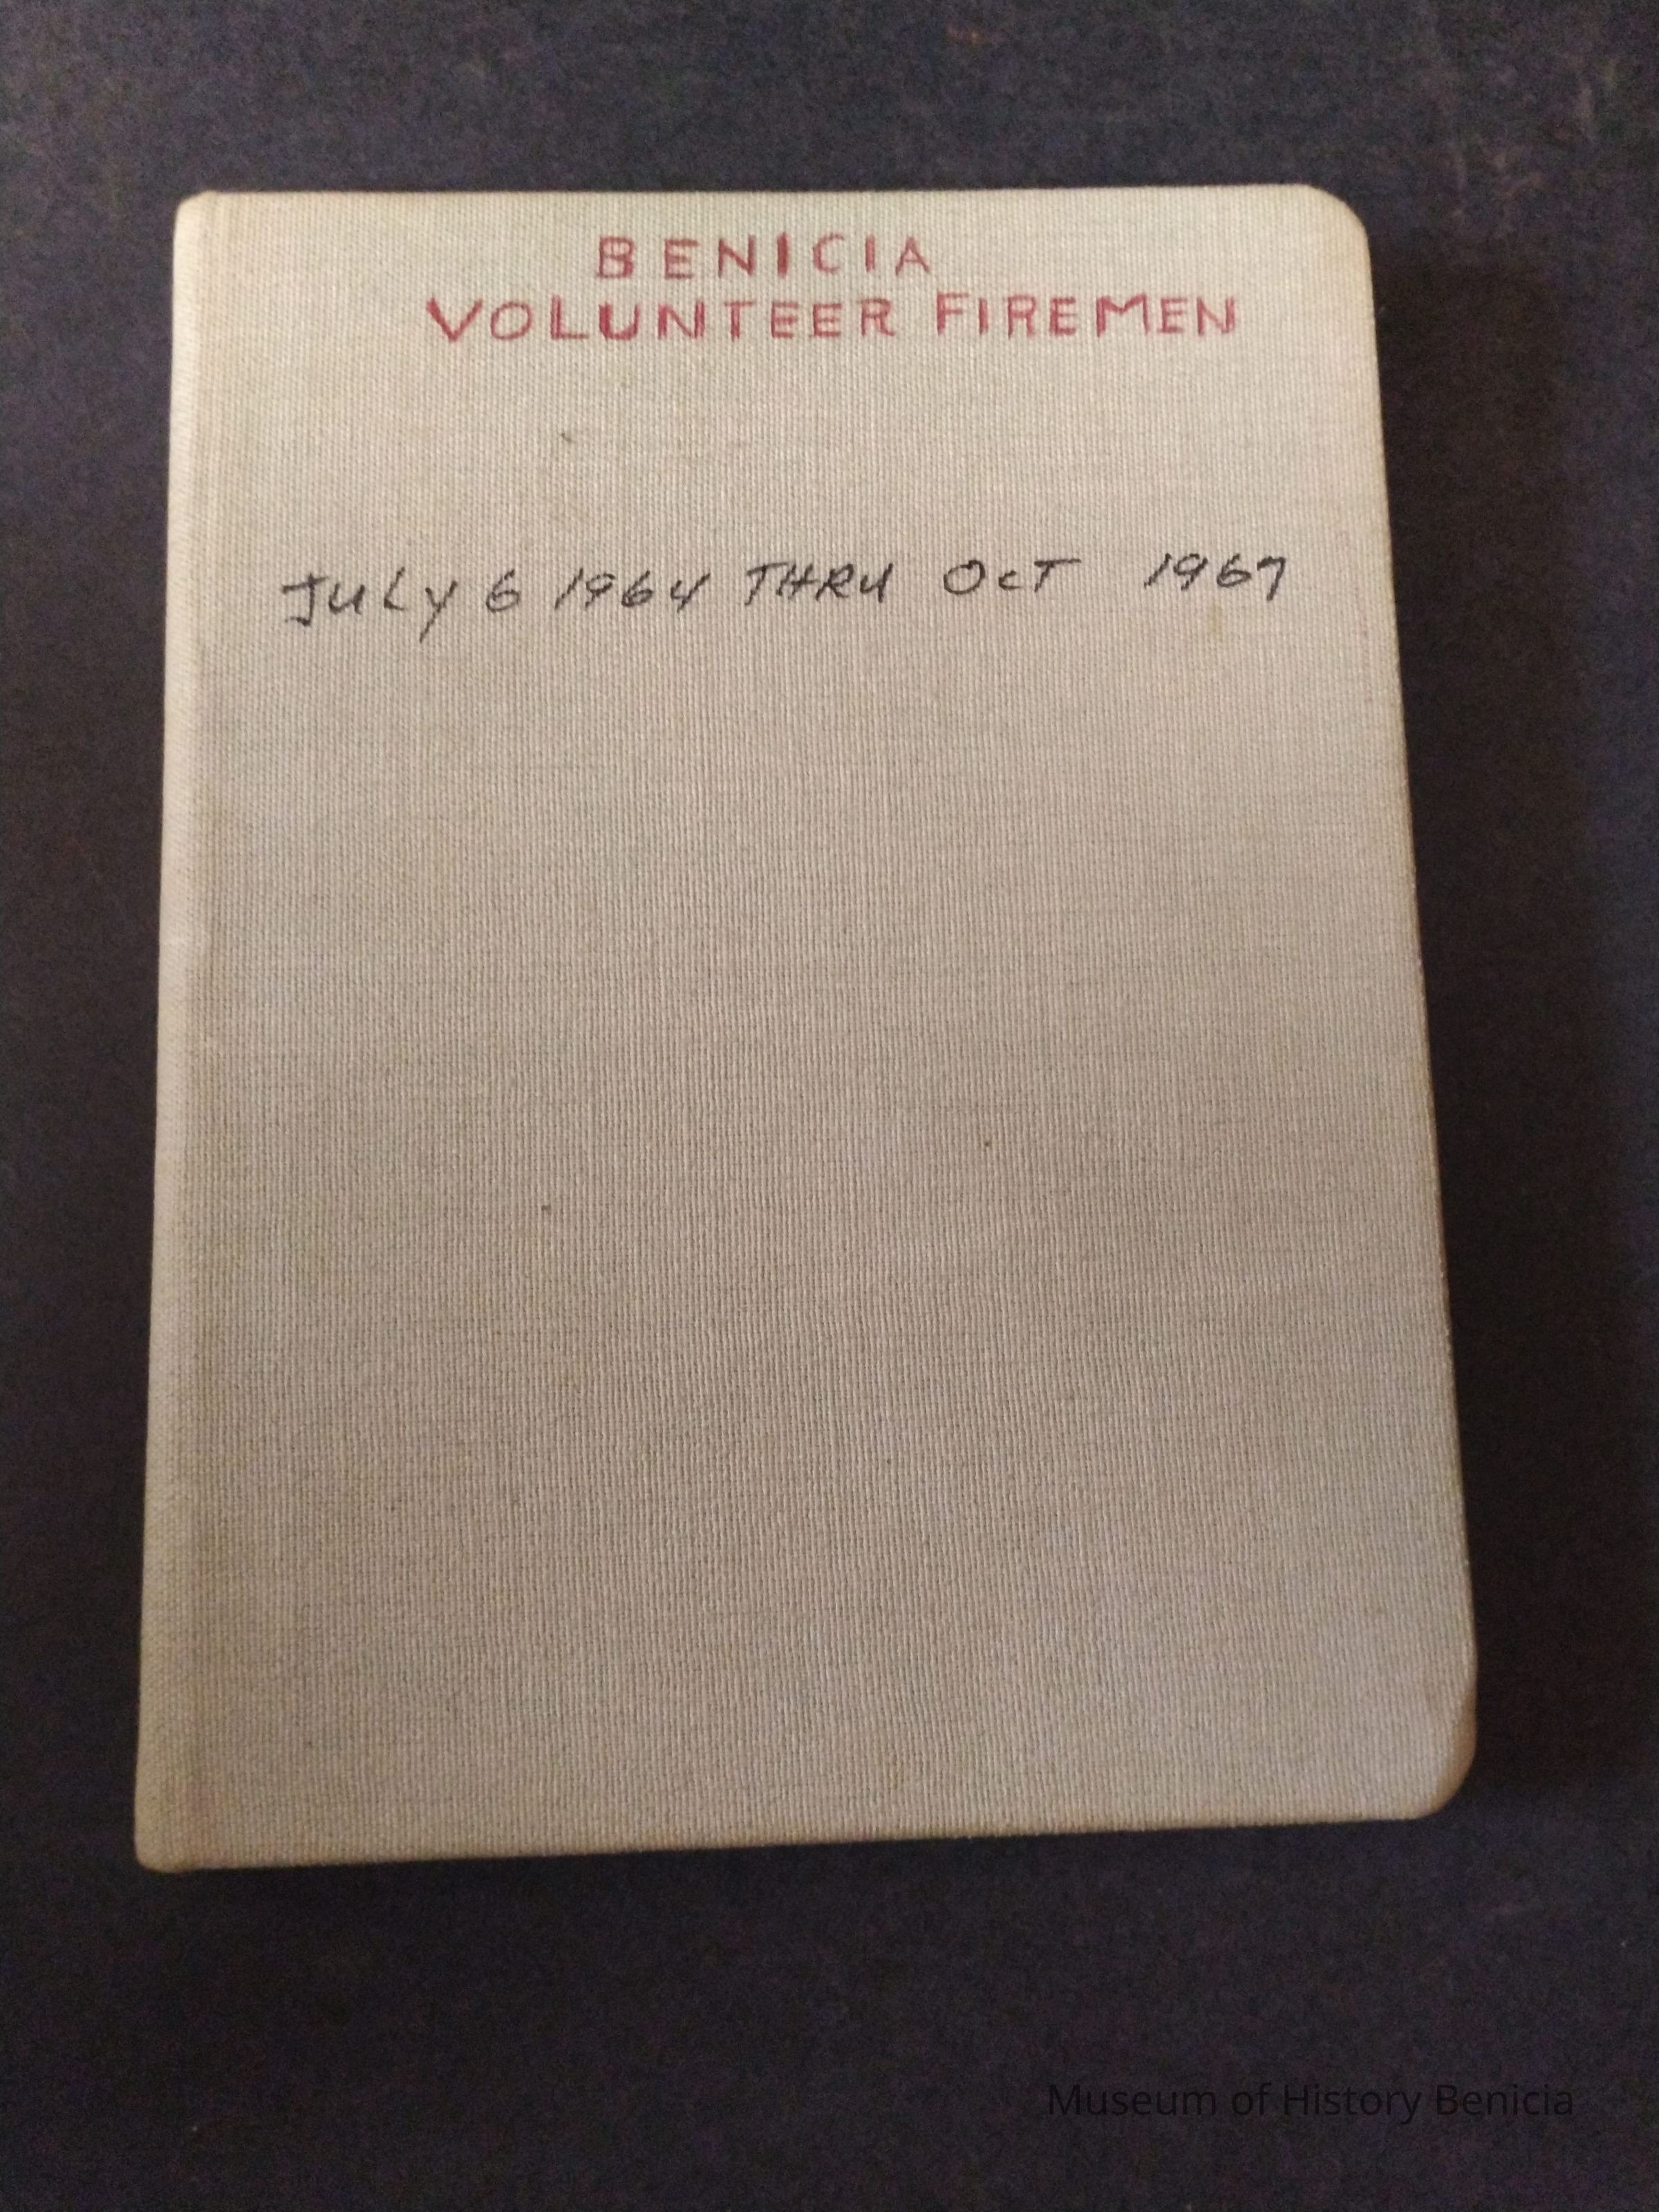 BENICIA
VOLUNTEER FIREMEN
JULY 6 1964 THRU OCT 1967
Museum of History Benicia